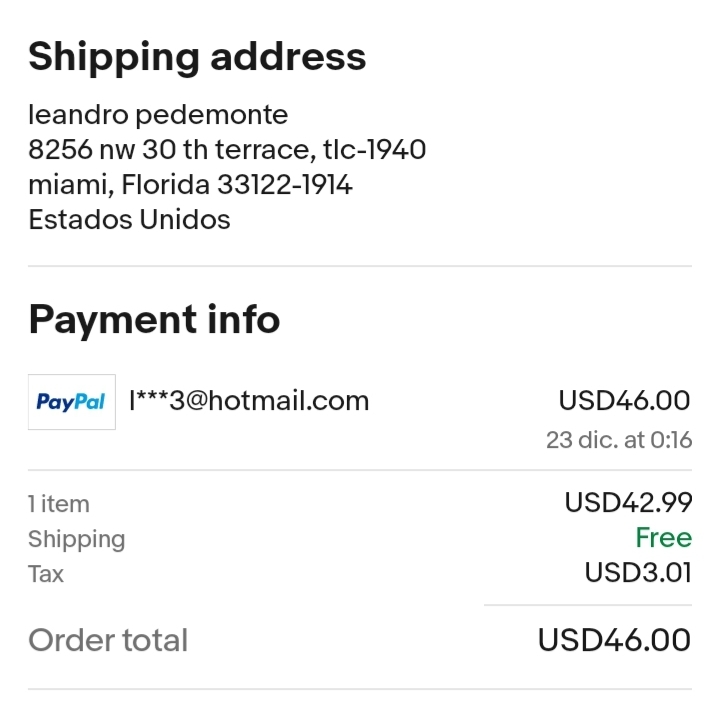 Shipping address
leandro pedemonte
8256 nw 30 th terrace, tlc-1940
miami, Florida 33122-1914
Estados Unidos
Payment info
PayPal l***3@hotmail.com USD46.00
23 dic. at 0:16
1 item USD42.99
Shipping Free
Tax USD3.01
Order total USD46.00